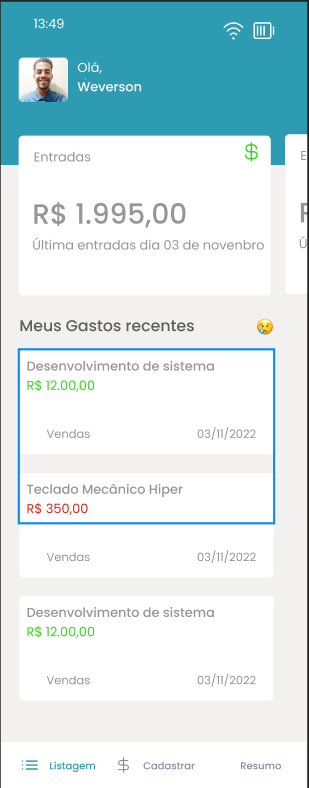 13:49
Olá,
Weverson
Entradas
$
E
R$ 1.995,00
Última entradas dia 03 de novenbro
Meus Gastos recentes
Desenvolvimento de sistema
R$ 12.00,00
Vendas 03/11/2022
Teclado Mecânico Hiper
R$ 350,00
Vendas 03/11/2022
Desenvolvimento de sistema
R$ 12.00,00
Vendas 03/11/2022
Listagem $ Cadastrar Resumo